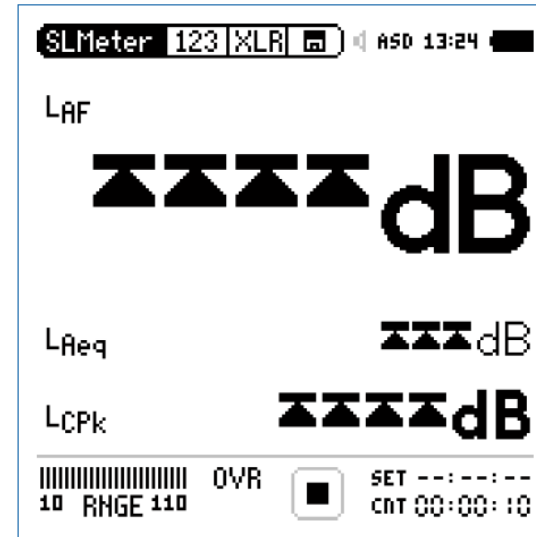 SLMeter 123 XLR ASD 13:24
LAF
dB
LAeq dB
LCPk dB
OVR SET --:--:--
10 RNGE 110 CNT 00:00:10